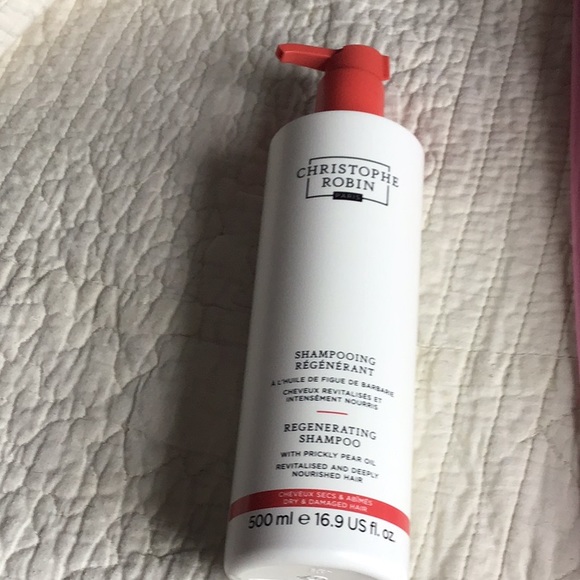 CHRISTOPHE
ROBIN
PARIS
SHAMPOOING
RÉGÉNÉRANT
À L'HUILE DE FIGUE DE BARBARIE
CHEVEUX REVITALISÉS ET
INTENSÉMENT NOURRIS
REGENERATING
SHAMPOO
WITH PRICKLY PEAR OIL
REVITALISED AND DEEPLY
NOURISHED HAIR
CHEVEUX SECS & ABÎMÉS
DRY & DAMAGED HAIR
500 ml e 16.9 US fl. oz.